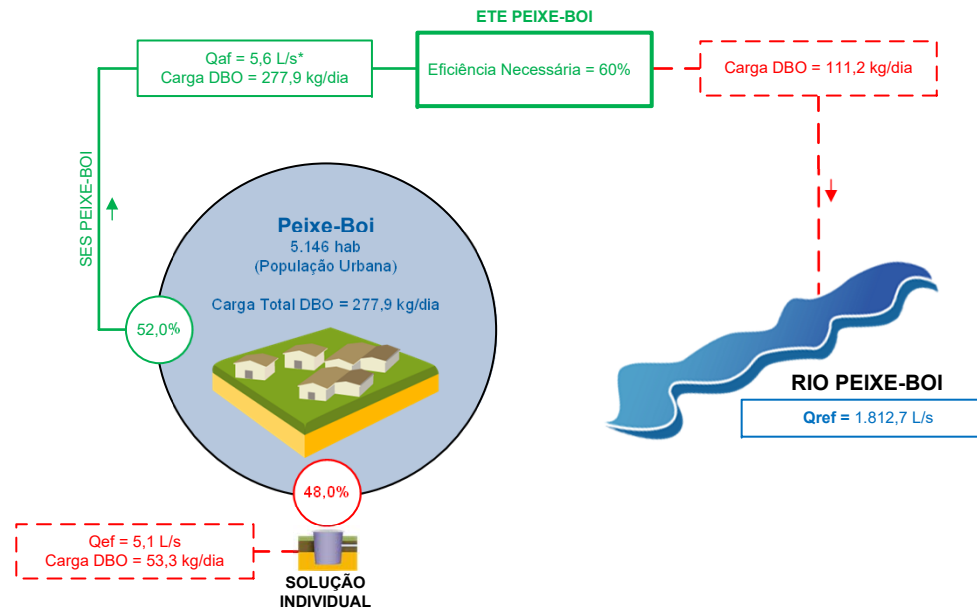 ETE PEIXE-BOI
Qaf = 5,6 L/s*
Carga DBO = 277,9 kg/dia
Eficiência Necessária = 60%
Carga DBO = 111,2 kg/dia
SES PEIXE-BOI
Peixe-Boi
5.146 hab
(População Urbana)
Carga Total DBO = 277,9 kg/dia
52,0%
RIO PEIXE-BOI
Qref = 1.812,7 L/s
48,0%
Qef = 5,1 L/s
Carga DBO = 53,3 kg/dia
SOLUÇÃO
INDIVIDUAL